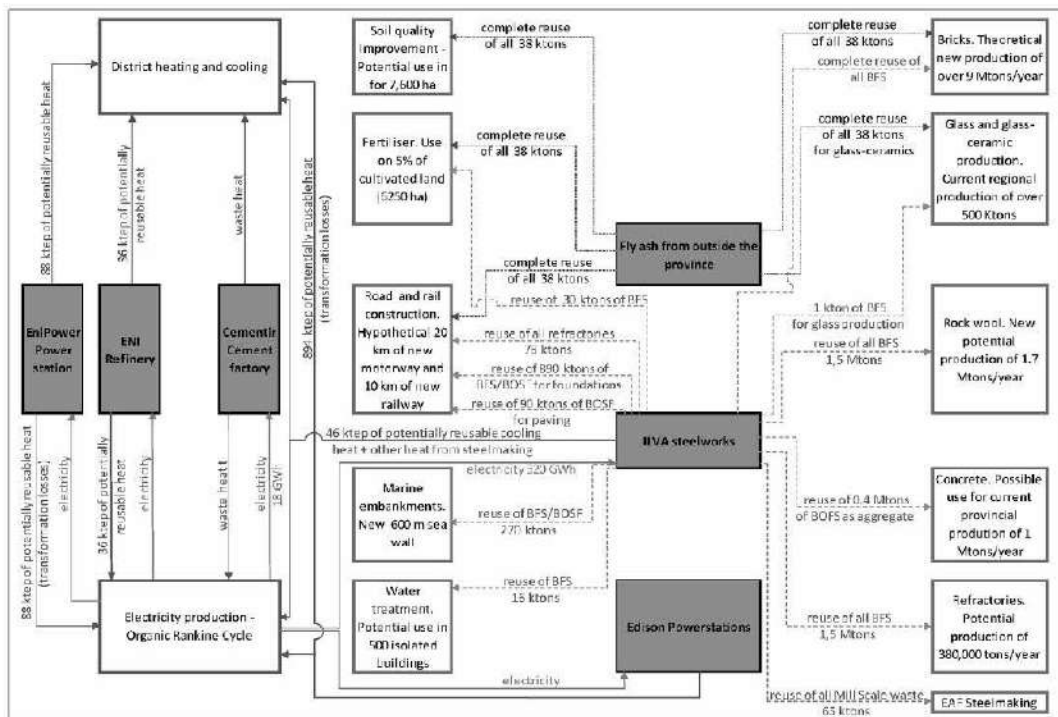 District heating and cooling
88 ktep of potentially reusable heat
36 ktep of potentially
reusable heat
waste heat
894 ktep of potentially reusable heat
(transformation losses)
EniPower
Power
station
ENI
Refinery
Cementir
Cement
factory
88 ktep of potentially reusable heat
(transformation losses)
electricity
36 ktep of potentially
reusable heat
electricity
waste heat t
electricity
18 GWh
Electricity production -
Organic Rankine Cycle
Soil quality
Improvement -
Potential use in
for 7,600 ha
Fertiliser. Use
on 5% of
cultivated land
(6250 ha)
Road and rail
construction.
Hypothetical 20
km of new
motorway and
10 km of new
railway
Marine
embankments.
New 600 m sea
wall
Water
treatment.
Potential use in
500 isolated
buildings
complete reuse
of all 38 ktons
complete reuse
of all 38 ktons
complete reuse
of all 38 ktons
reuse of 30 ktons of BFS
reuse of all refractories
78 ktons
reuse of 890 ktons of
BFS/BOSF for foundations
reuse of 90 ktons of BOSF
for paving
46 ktep of potentially reusable cooling
heat + other heat from steelmaking
electricity 320 GWh
reuse of BFS/BOSF
270 ktons
reuse of BFS
18 ktons
electricity
Fly ash from outside the
province
ILVA steelworks
Edison Powerstations
complete reuse
of all 38 ktons
complete reuse of
all BFS
complete reuse
of all 38 ktons
for glass-ceramics
1 kton of BFS
for glass production
reuse of all BFS
1,5 Mtons
reuse of 0.4 Mtons
of BOFS as aggregate
reuse of all BFS
1,5 Mtons
reuse of all Mill Scale waste
65 ktons
Bricks. Theoretical
new production of
over 9 Mtons/year
Glass and glass-
ceramic
production.
Current regional
production of over
500 Ktons
Rock wool. New
potential
production of 1.7
Mtons/year
Concrete. Possible
use for current
provincial
prodution of 1
Mtons/year
Refractories.
Potential
production of
380,000 tons/year
EAF Steelmaking